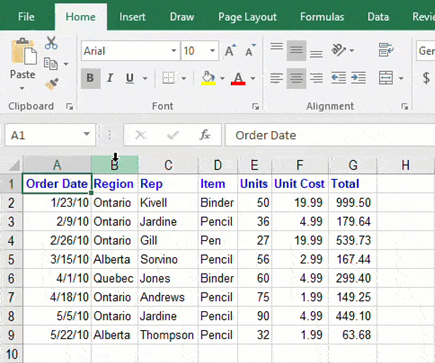 File Home Insert Draw Page Layout Formulas Data Revi
Arial 10 A A
Paste B I U A Ge
$
Clipboard Font Alignment
A1 fx Order Date
A B C D E F G H
1 Order Date Region Rep Item Units Unit Cost Total
2 1/23/10 Ontario Kivell Binder 50 19.99 999.50
3 2/9/10 Ontario Jardine Pencil 36 4.99 179.64
4 2/26/10 Ontario Gill Pen 27 19.99 539.73
5 3/15/10 Alberta Sorvino Pencil 56 2.99 167.44
6 4/1/10 Quebec Jones Binder 60 4.99 299.40
7 4/18/10 Ontario Andrews Pencil 75 1.99 149.25
8 5/5/10 Ontario Jardine Pencil 90 4.99 449.10
9 5/22/10 Alberta Thompson Pencil 32 1.99 63.68
10